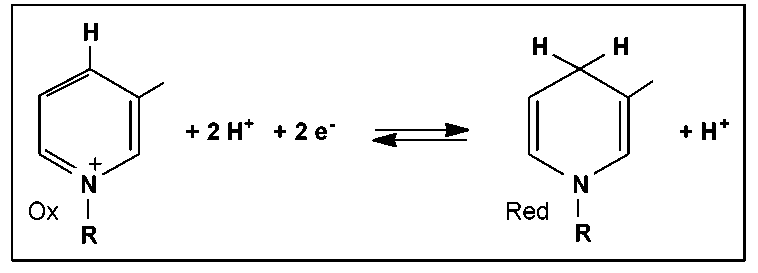 H
H H
+ 2 H+ + 2 e-
+ H+
N+
N
Ox
Red
R
R